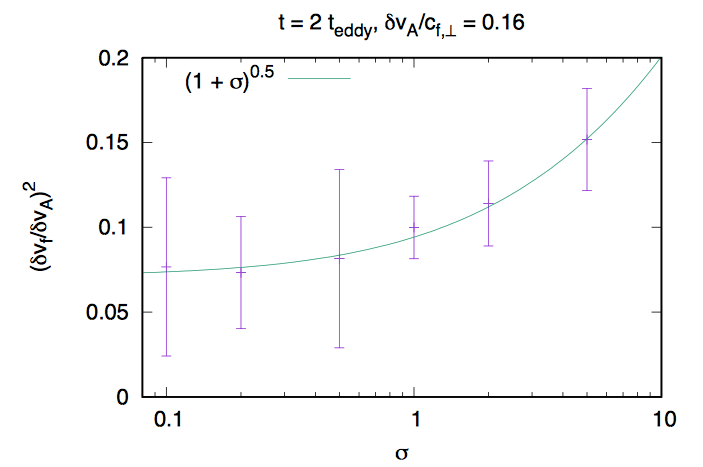 t = 2 t_eddy, δv_A/c_f,⊥ = 0.16
(1 + σ)^0.5
0.2
0.15
0.1
0.05
0
(δv_f/δv_A)^2
0.1
1
10
σ